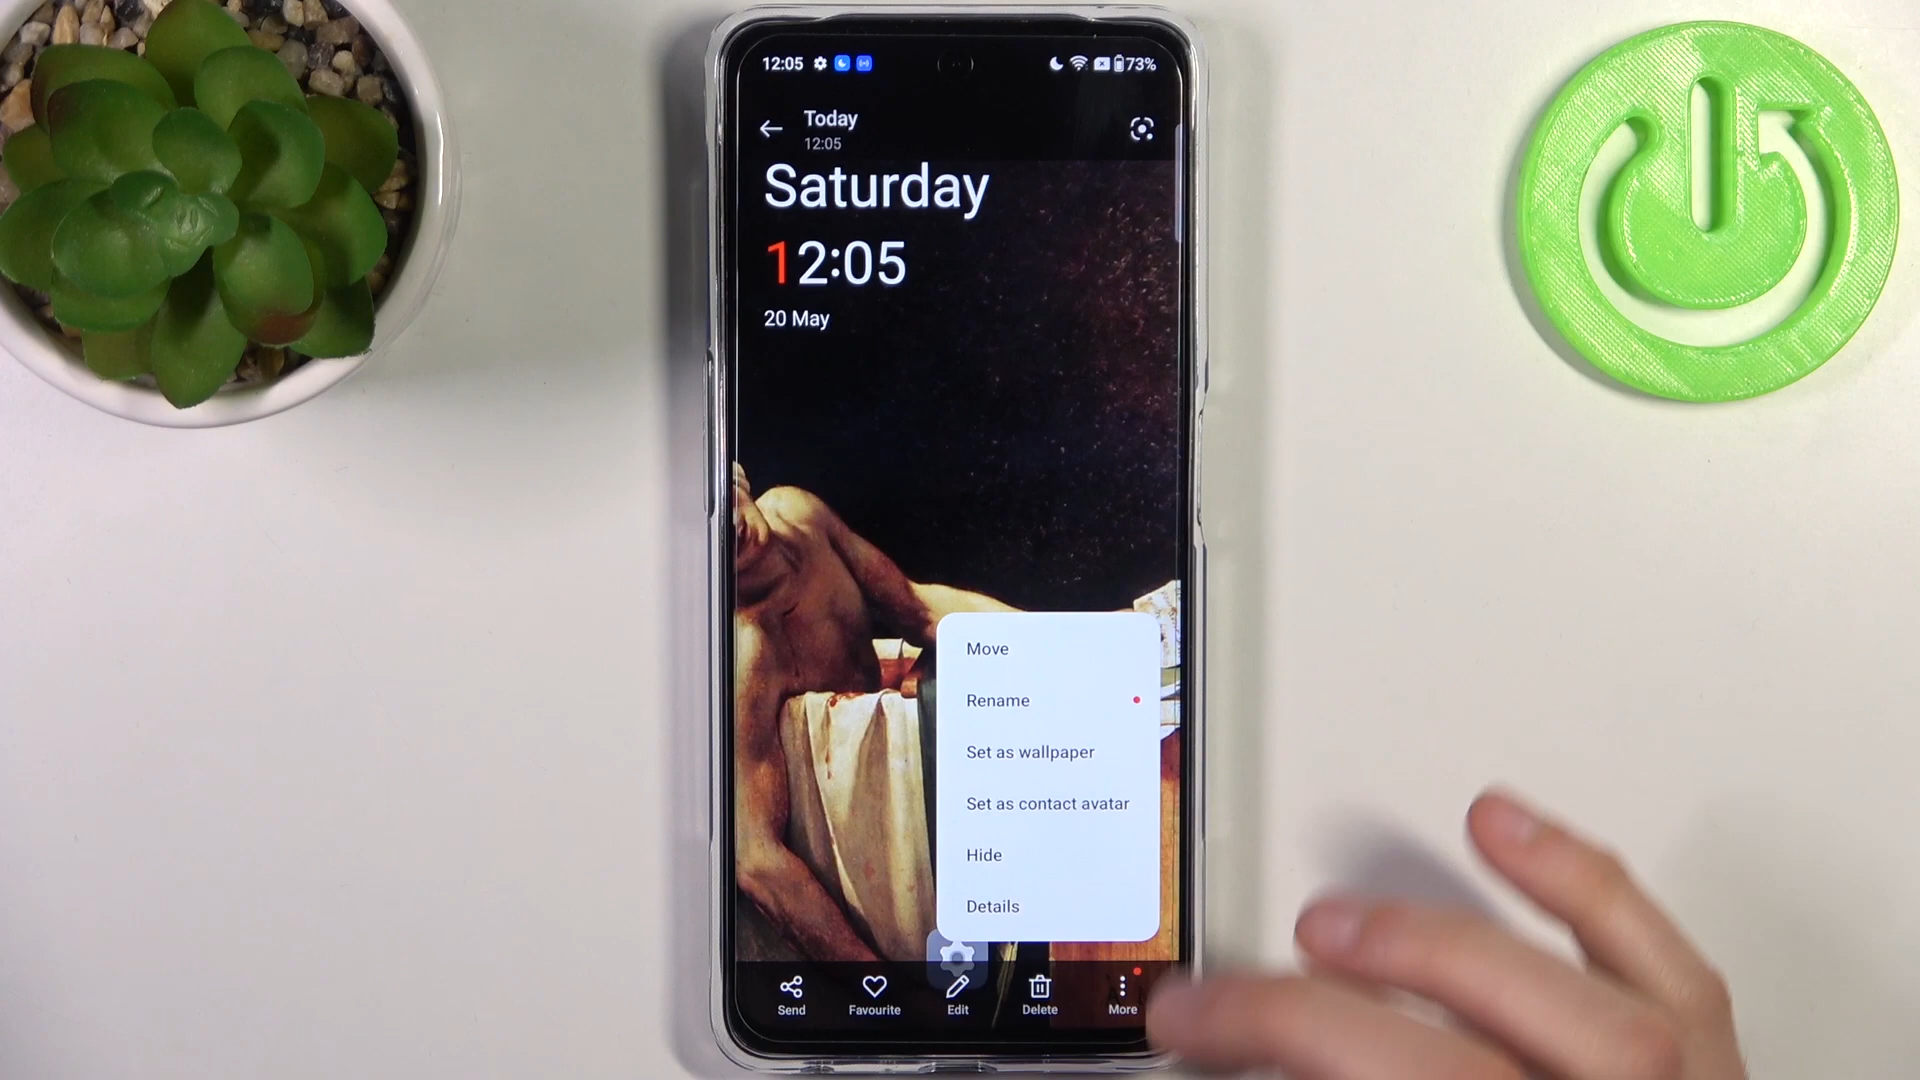 12:05
73%
Today
12:05
Saturday
12:05
20 May
Move
Rename
Set as wallpaper
Set as contact avatar
Hide
Details
Send
Favourite
Edit
Delete
More